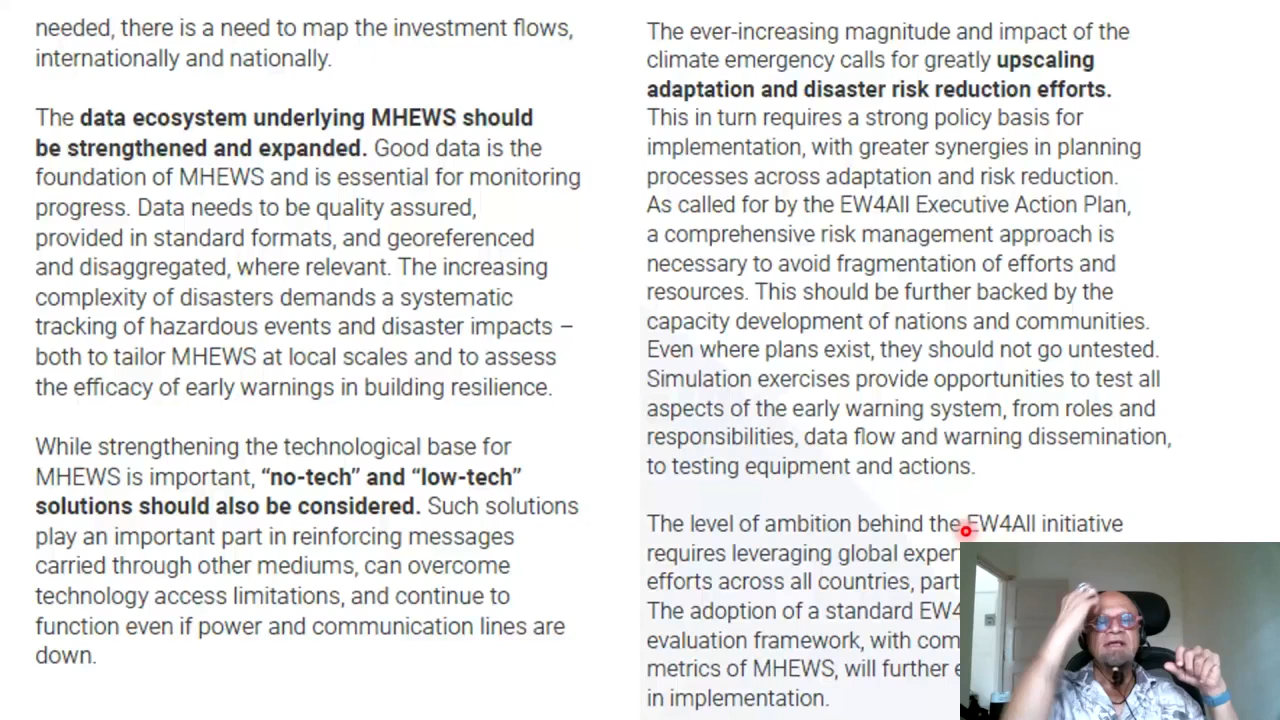 needed, there is a need to map the investment flows,
internationally and nationally.
The data ecosystem underlying MHEWS should
be strengthened and expanded. Good data is the
foundation of MHEWS and is essential for monitoring
progress. Data needs to be quality assured,
provided in standard formats, and georeferenced
and disaggregated, where relevant. The increasing
complexity of disasters demands a systematic
tracking of hazardous events and disaster impacts –
both to tailor MHEWS at local scales and to assess
the efficacy of early warnings in building resilience.
While strengthening the technological base for
MHEWS is important, “no-tech” and “low-tech”
solutions should also be considered. Such solutions
play an important part in reinforcing messages
carried through other mediums, can overcome
technology access limitations, and continue to
function even if power and communication lines are
down.
The ever-increasing magnitude and impact of the
climate emergency calls for greatly upscaling
adaptation and disaster risk reduction efforts.
This in turn requires a strong policy basis for
implementation, with greater synergies in planning
processes across adaptation and risk reduction.
As called for by the EW4All Executive Action Plan,
a comprehensive risk management approach is
necessary to avoid fragmentation of efforts and
resources. This should be further backed by the
capacity development of nations and communities.
Even where plans exist, they should not go untested.
Simulation exercises provide opportunities to test all
aspects of the early warning system, from roles and
responsibilities, data flow and warning dissemination,
to testing equipment and actions.
The level of ambition behind the EW4All initiative
requires leveraging global
efforts across all countries,
The adoption of a standard
evaluation framework, with
metrics of MHEWS, will further
in implementation.